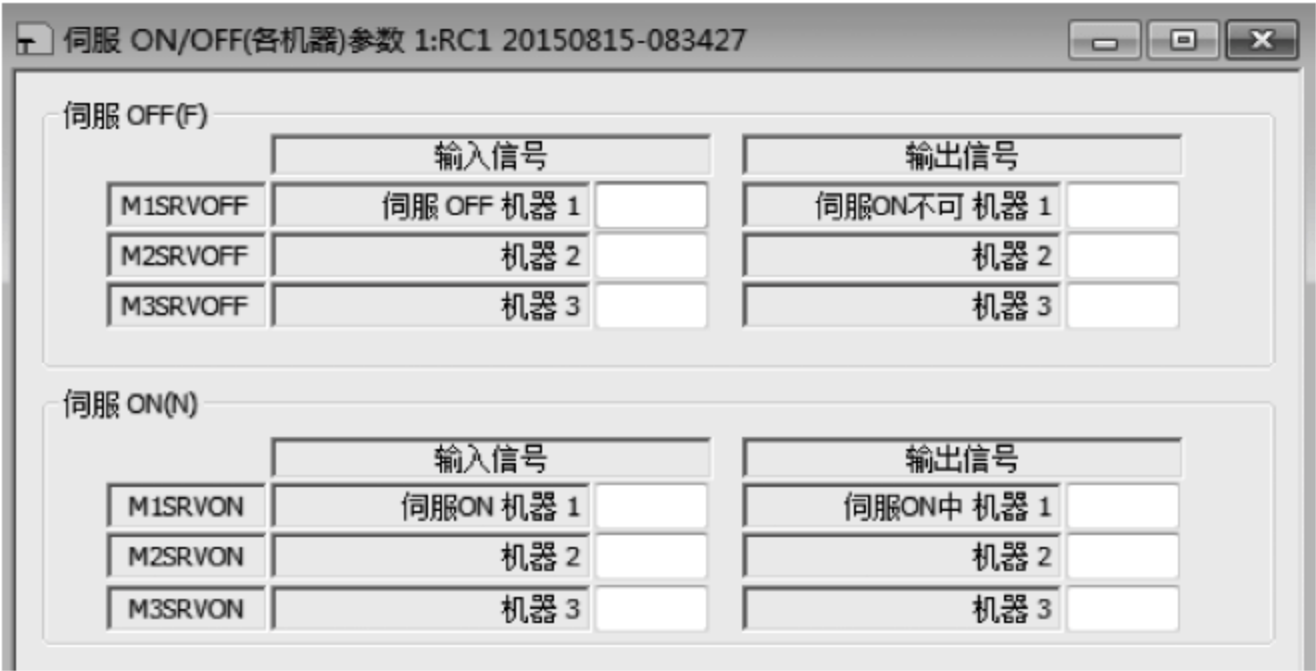 伺服 ON/OFF(各机器)参数 1:RC1 20150815-083427
伺服 OFF(F)
输入信号 输出信号
M1SRVOFF 伺服 OFF 机器 1 伺服ON不可 机器 1
M2SRVOFF 机器 2 机器 2
M3SRVOFF 机器 3 机器 3
伺服 ON(N)
输入信号 输出信号
M1SRVON 伺服ON 机器 1 伺服ON中 机器 1
M2SRVON 机器 2 机器 2
M3SRVON 机器 3 机器 3